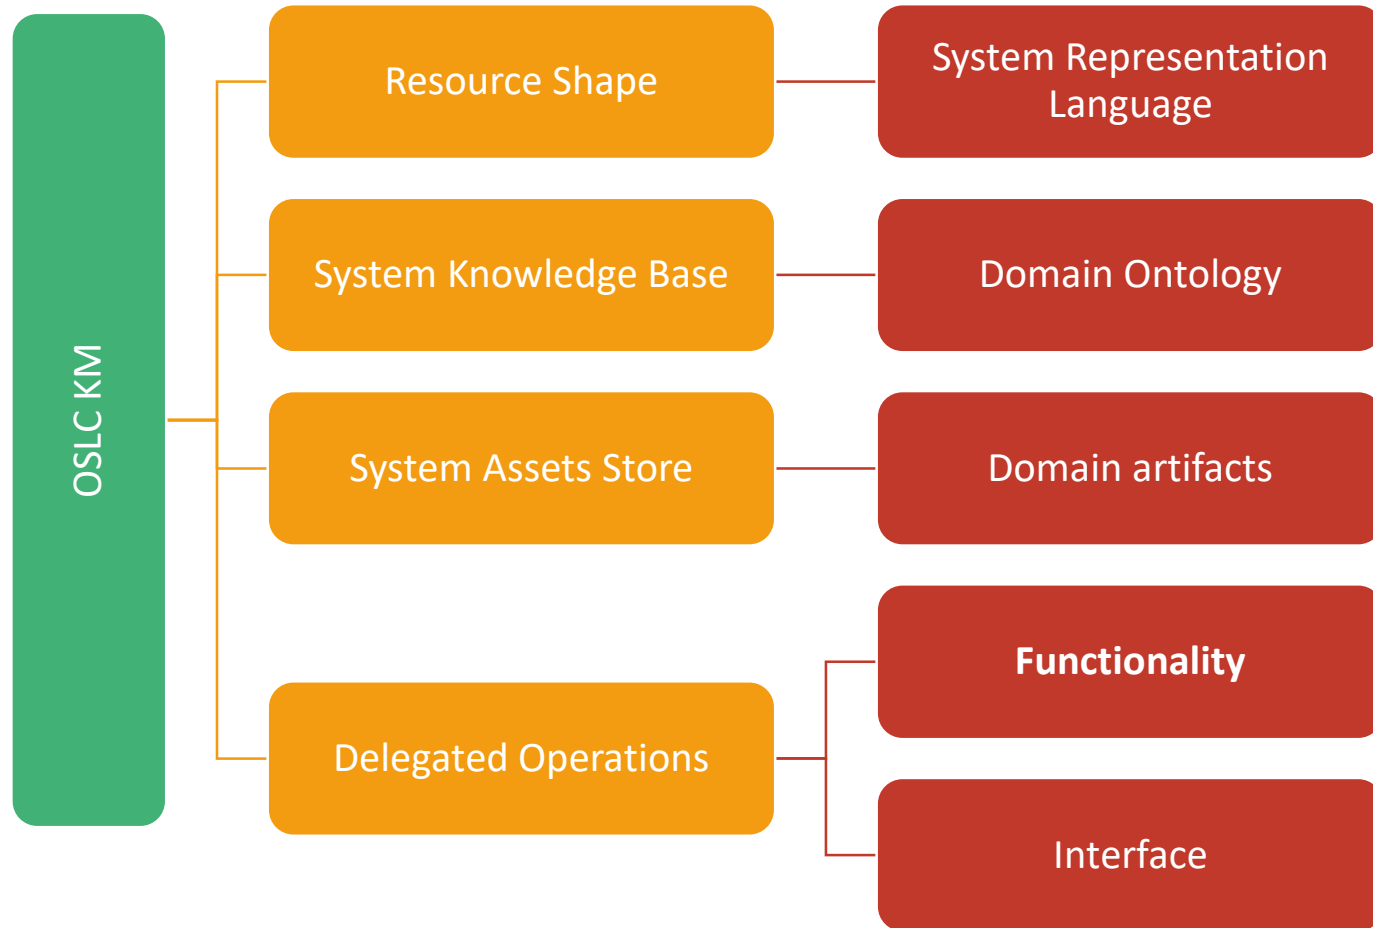 OSLC KM
Resource Shape
System Representation
Language
System Knowledge Base
Domain Ontology
System Assets Store
Domain artifacts
Delegated Operations
Functionality
Interface